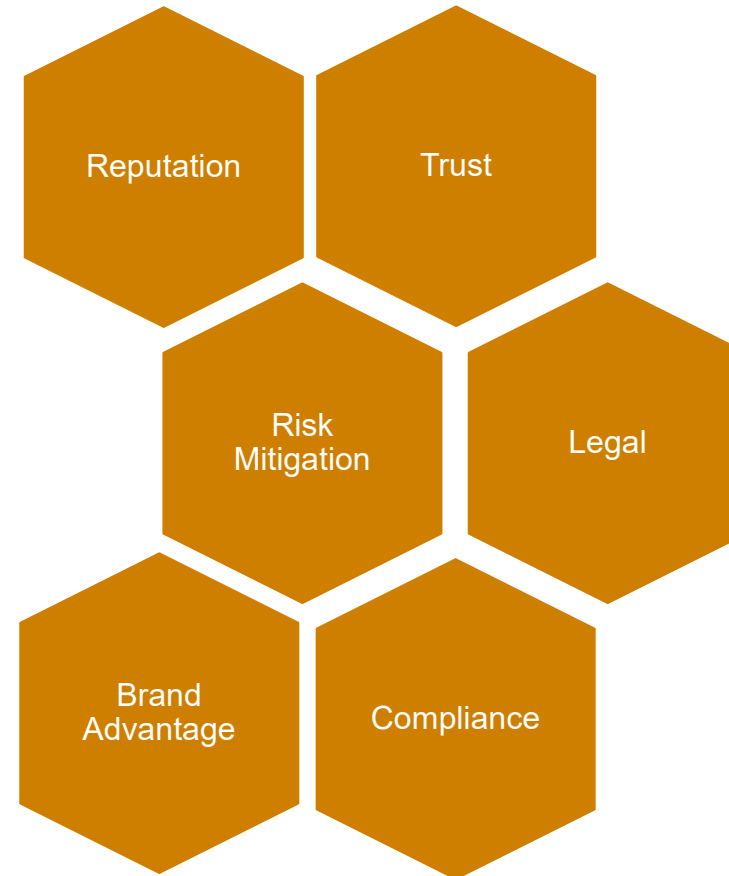 Reputation
Trust
Risk
Mitigation
Legal
Brand
Advantage
Compliance